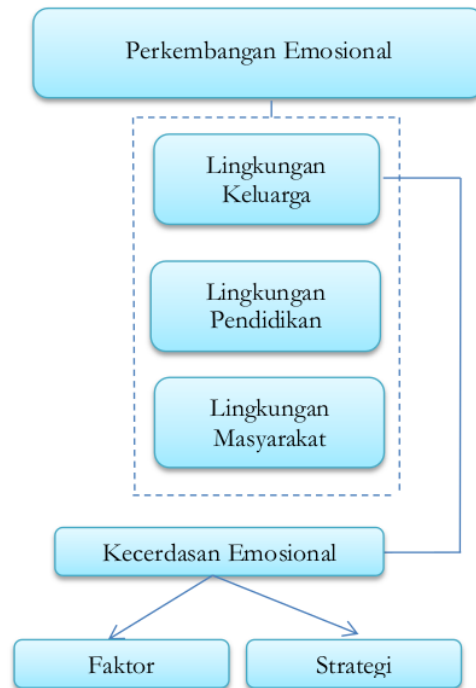 Perkembangan Emosional
Lingkungan
Keluarga
Lingkungan
Pendidikan
Lingkungan
Masyarakat
Kecerdasan Emosional
Faktor
Strategi